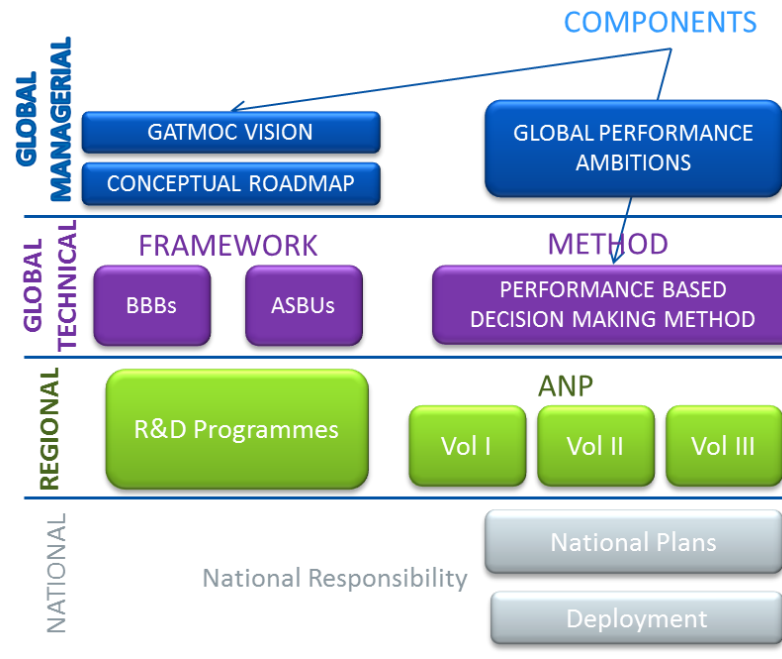 COMPONENTS
GLOBAL
MANAGERIAL
GATMOC VISION
CONCEPTUAL ROADMAP
GLOBAL PERFORMANCE
AMBITIONS
GLOBAL
TECHNICAL
FRAMEWORK
BBBs
ASBUs
METHOD
PERFORMANCE BASED
DECISION MAKING METHOD
REGIONAL
R&D Programmes
ANP
Vol I
Vol II
Vol III
NATIONAL
National Responsibility
National Plans
Deployment